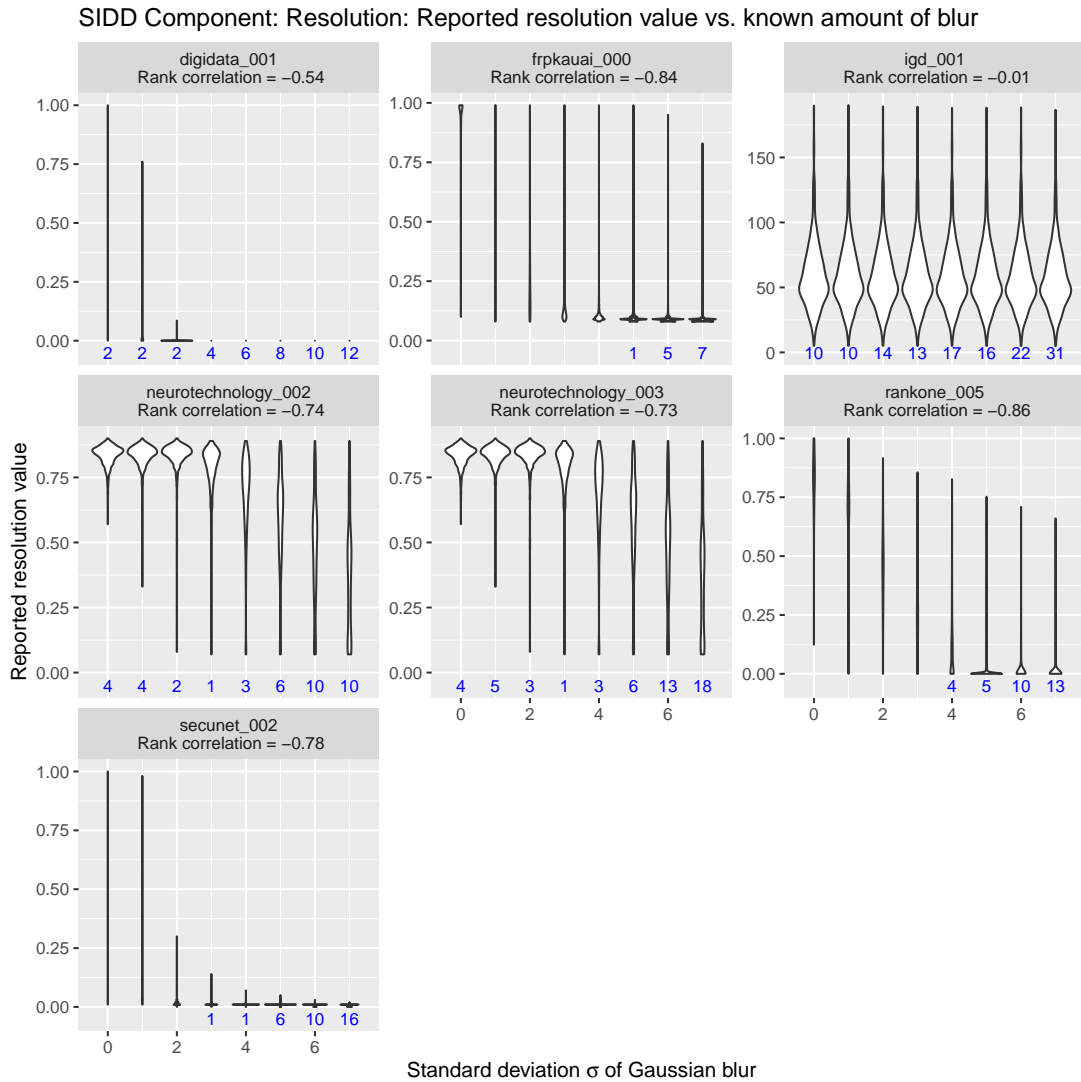 SIDD Component: Resolution: Reported resolution value vs. known amount of blur
digidata_001
Rank correlation = −0.54
frpkauai_000
Rank correlation = −0.84
igd_001
Rank correlation = −0.01
1.00
0.75
0.50
0.25
0.00
2 2 2 4 6 8 10 12
1.00
0.75
0.50
0.25
0.00
1 5 7
150
100
50
0
10 10 14 13 17 16 22 31
neurotechnology_002
Rank correlation = −0.74
neurotechnology_003
Rank correlation = −0.73
rankone_005
Rank correlation = −0.86
Reported resolution value
0.75
0.50
0.25
0.00
4 4 2 1 3 6 10 10
0.75
0.50
0.25
0.00
4 5 3 1 3 6 13 18
0 2 4 6
1.00
0.75
0.50
0.25
0.00
4 5 10 13
0 2 4 6
secunet_002
Rank correlation = −0.78
1.00
0.75
0.50
0.25
0.00
1 1 6 10 16
0 2 4 6
Standard deviation σ of Gaussian blur